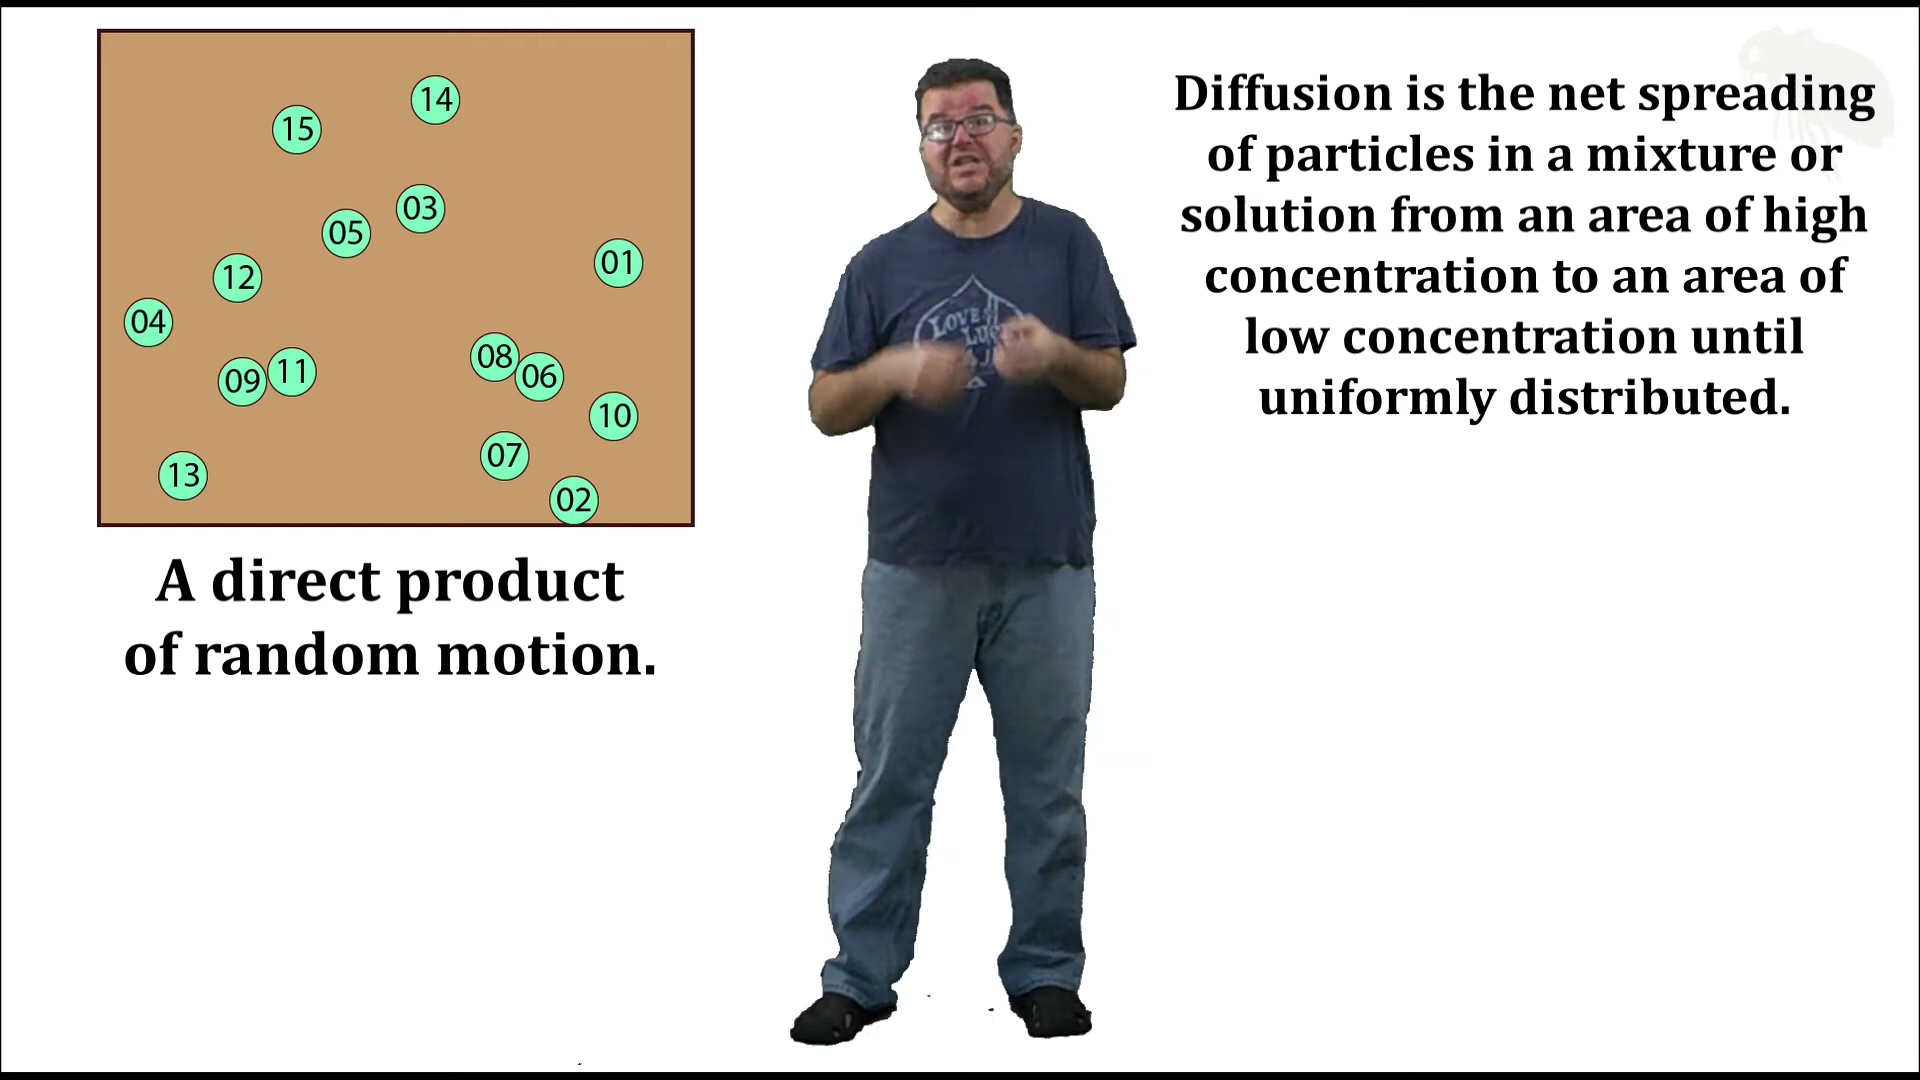 14
15
03
05
01
12
04
08
11
06
09
10
07
13
02
A direct product
of random motion.
LOVE
LUC
Diffusion is the net spreading
of particles in a mixture or
solution from an area of high
concentration to an area of
low concentration until
uniformly distributed.